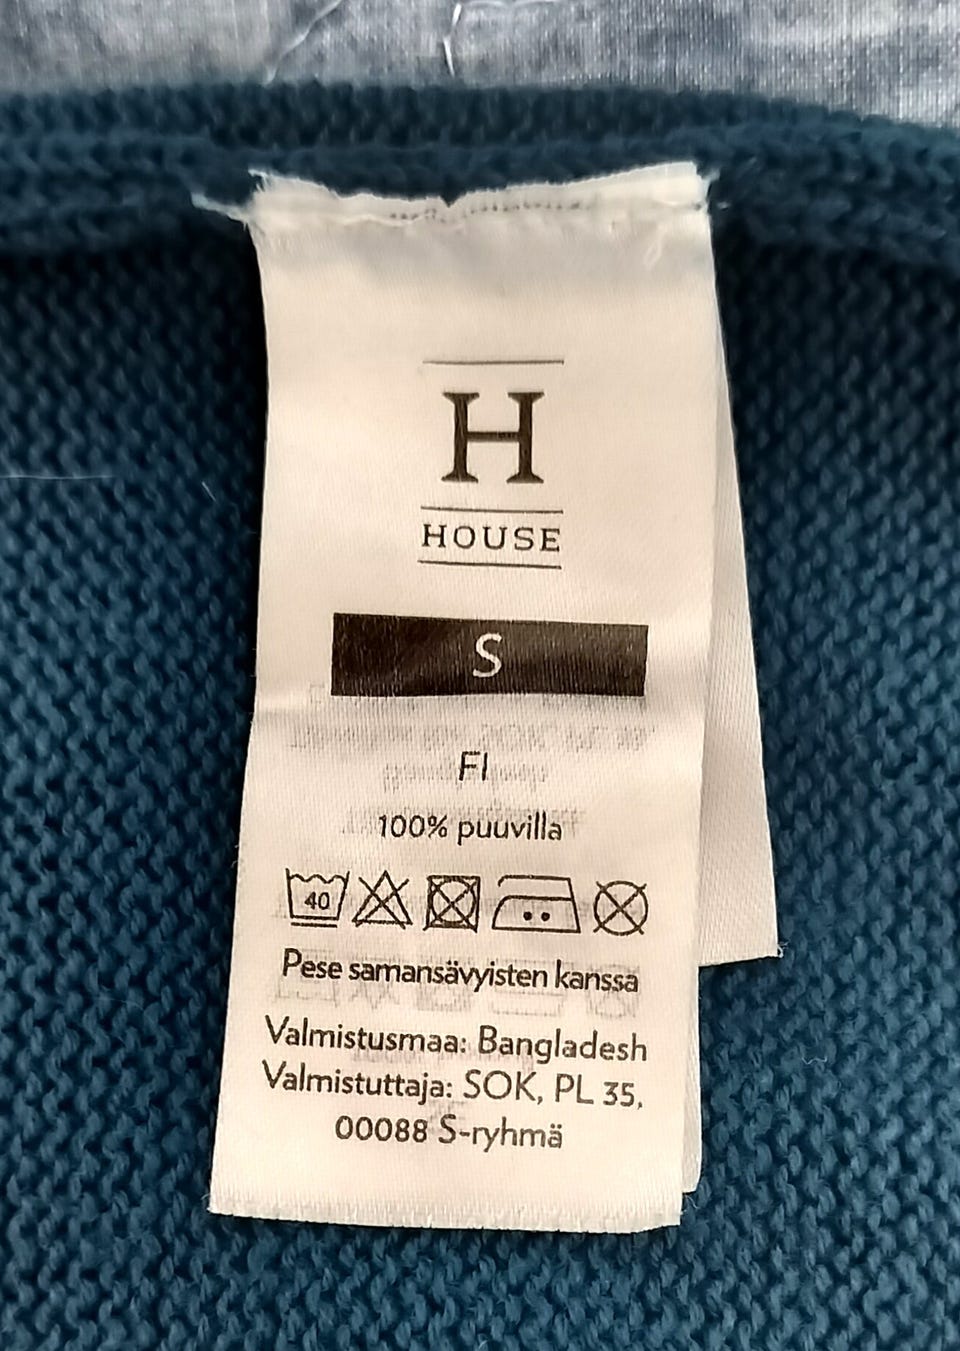 H
HOUSE
S
FI
100% puuvilla
40
Pese samansävyisten kanssa
Valmistusmaa: Bangladesh
Valmistuttaja: SOK, PL 35,
00088 S-ryhmä